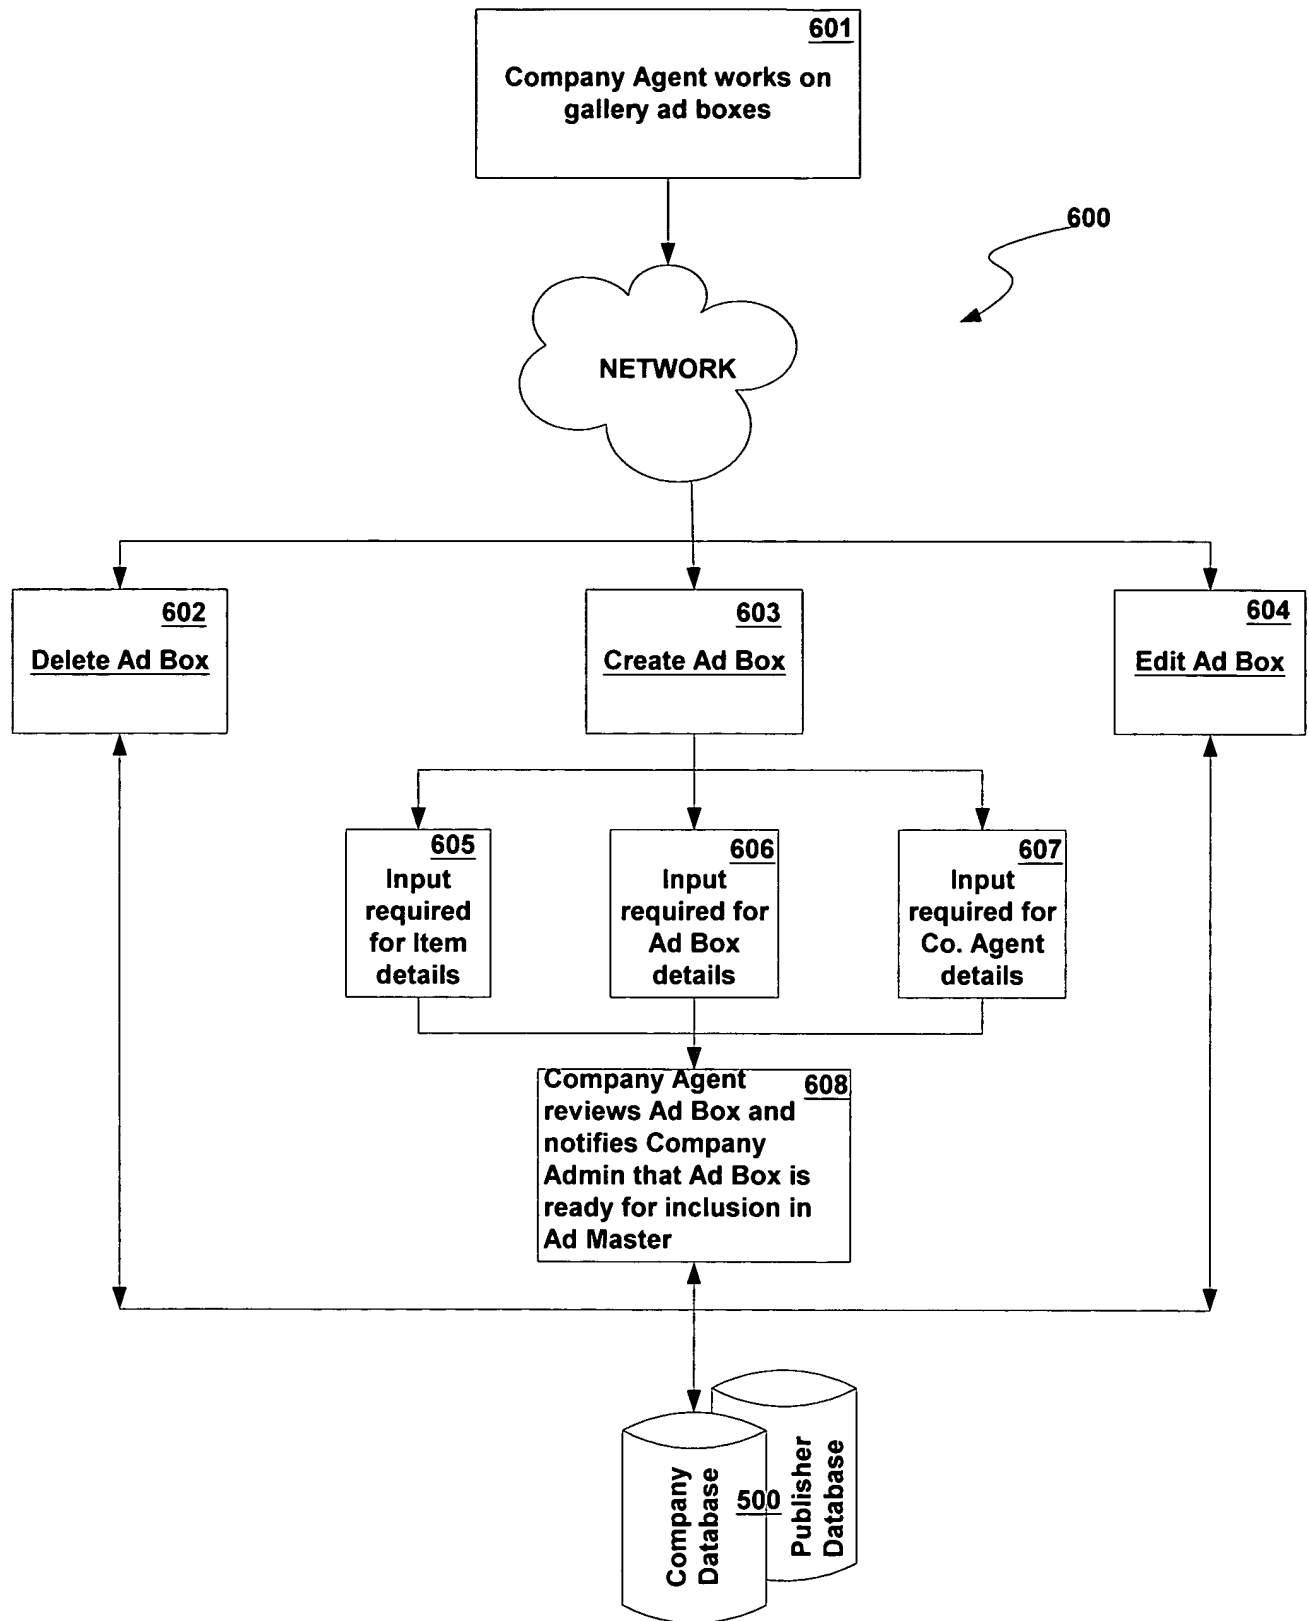 601
Company Agent works on
gallery ad boxes
600
NETWORK
602
Delete Ad Box
603
Create Ad Box
604
Edit Ad Box
605
Input
required
for Item
details
606
Input
required for
Ad Box
details
607
Input
required for
Co. Agent
details
608
Company Agent
reviews Ad Box and
notifies Company
Admin that Ad Box is
ready for inclusion in
Ad Master
Company
Database
500
Publisher
Database